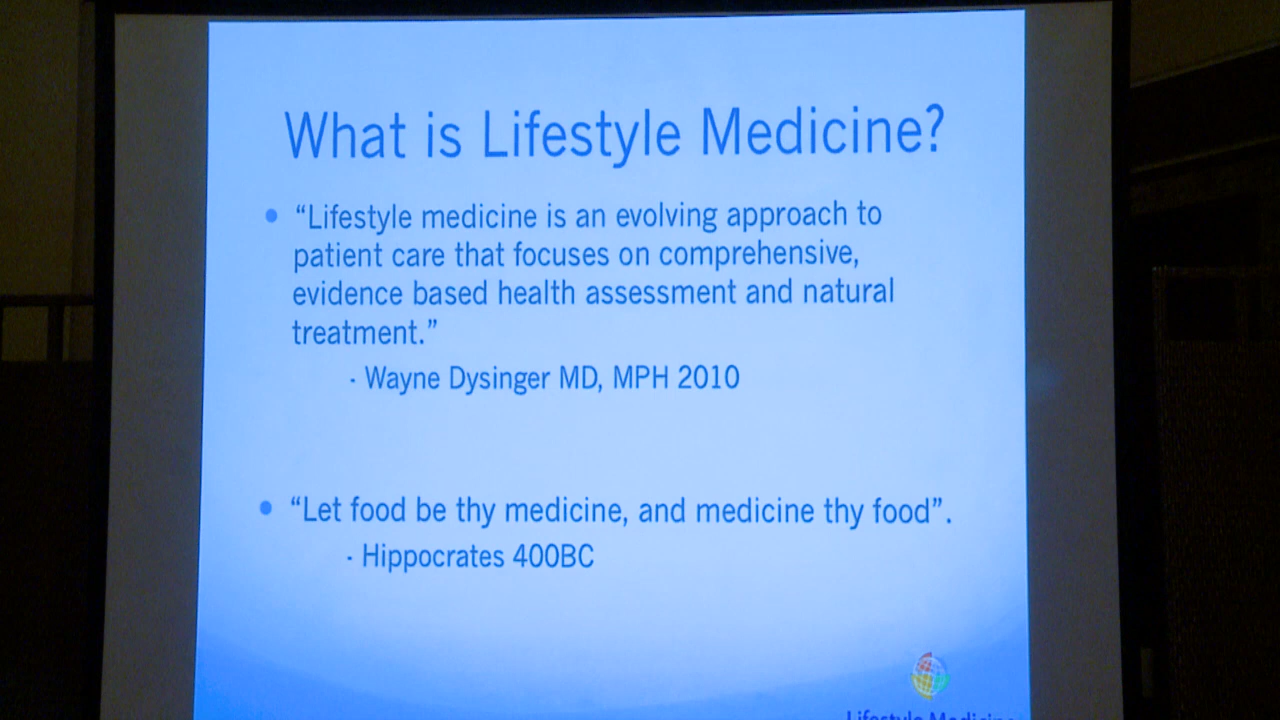 What is Lifestyle Medicine?
• “Lifestyle medicine is an evolving approach to
patient care that focuses on comprehensive,
evidence based health assessment and natural
treatment.”
- Wayne Dysinger MD, MPH 2010
• “Let food be thy medicine, and medicine thy food”.
- Hippocrates 400BC
Lifestyle Medicine